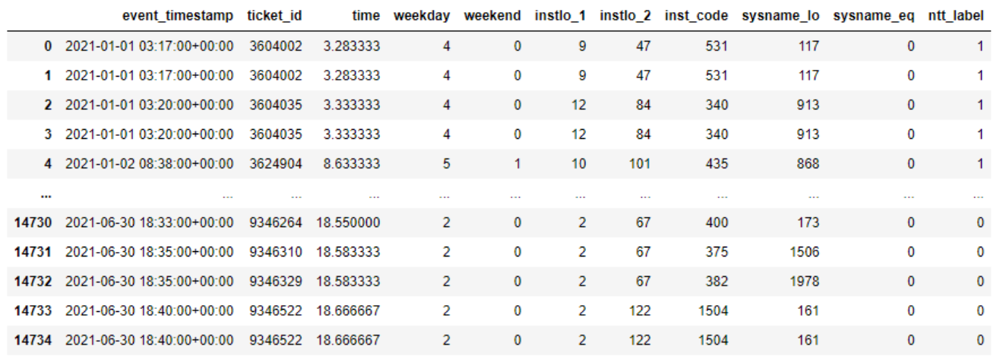 event_timestamp ticket_id time weekday weekend instlo_1 instlo_2 inst_code sysname_lo sysname_eq ntt_label
0 2021-01-01 03:17:00+00:00 3604002 3.283333 4 0 9 47 531 117 0 1
1 2021-01-01 03:17:00+00:00 3604002 3.283333 4 0 9 47 531 117 0 1
2 2021-01-01 03:20:00+00:00 3604035 3.333333 4 0 12 84 340 913 0 1
3 2021-01-01 03:20:00+00:00 3604035 3.333333 4 0 12 84 340 913 0 1
4 2021-01-02 08:38:00+00:00 3624904 8.633333 5 1 10 101 435 868 0 1
... ... ... ... ... ... ... ... ... ... ... ...
14730 2021-06-30 18:33:00+00:00 9346264 18.550000 2 0 2 67 400 173 0 0
14731 2021-06-30 18:35:00+00:00 9346310 18.583333 2 0 2 67 375 1506 0 0
14732 2021-06-30 18:35:00+00:00 9346329 18.583333 2 0 2 67 382 1978 0 0
14733 2021-06-30 18:40:00+00:00 9346522 18.666667 2 0 2 122 1504 161 0 0
14734 2021-06-30 18:40:00+00:00 9346522 18.666667 2 0 2 122 1504 161 0 0